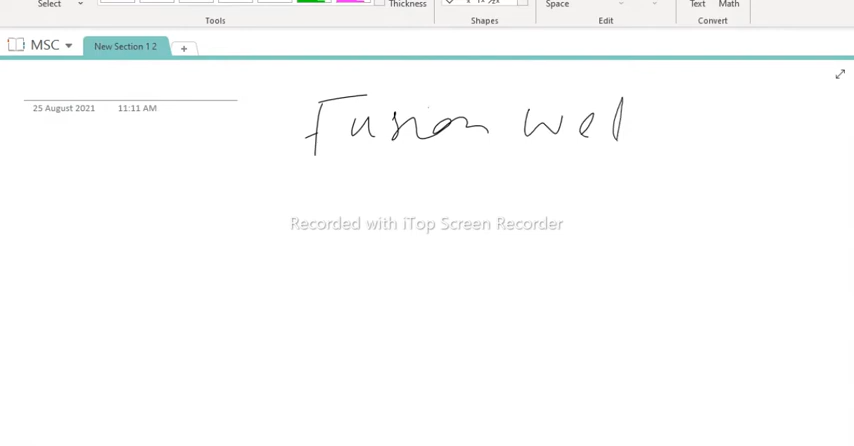 Select
Thickness
Space
Text Math
Tools
Shapes
Edit
Convert
MSC
New Section 1 2
+
25 August 2021 11:11 AM
Fusion wel
Recorded with iTop Screen Recorder